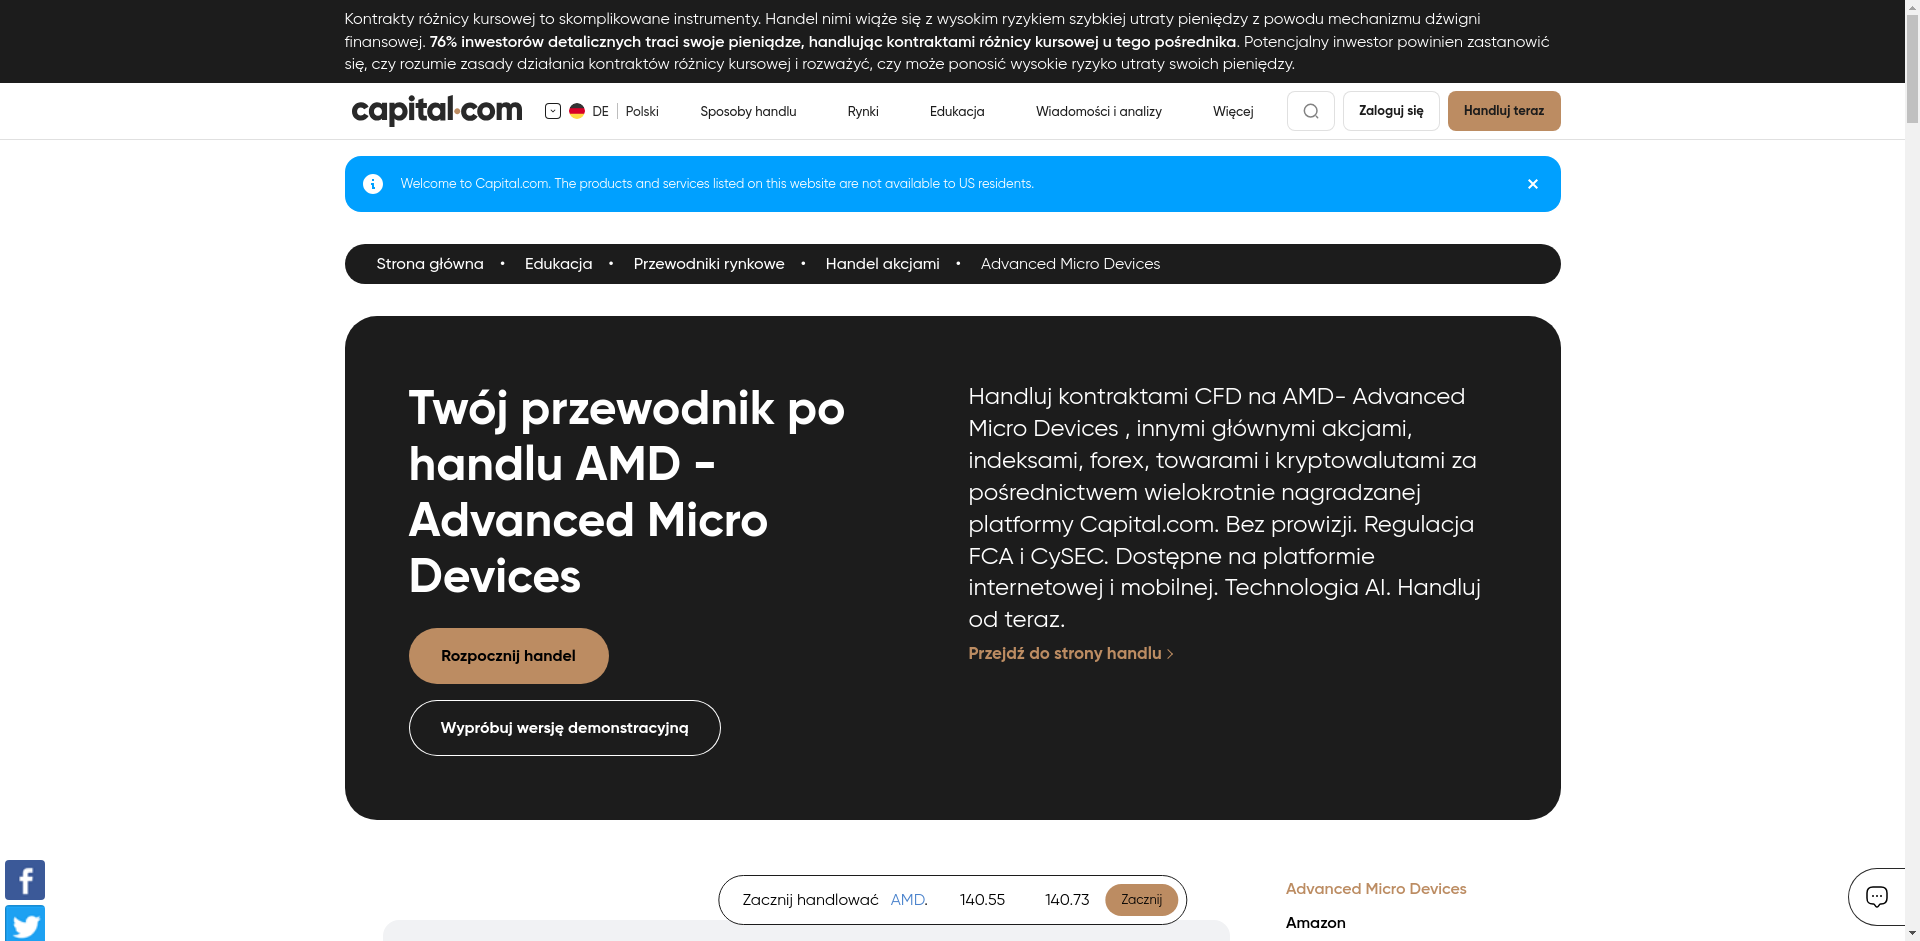 Kontrakty różnicy kursowej to skomplikowane instrumenty. Handel nimi wiąże się z wysokim ryzykiem szybkiej utraty pieniędzy z powodu mechanizmu dźwigni
finansowej. 76% inwestorów detalicznych traci swoje pieniądze, handlując kontraktami różnicy kursowej u tego pośrednika. Potencjalny inwestor powinien zastanowić
się, czy rozumie zasady działania kontraktów różnicy kursowej i rozważyć, czy może ponosić wysokie ryzyko utraty swoich pieniędzy.
capital.com DE Polski Sposoby handlu Rynki Edukacja Wiadomości i analizy Więcej Zaloguj się Handluj teraz
Welcome to Capital.com. The products and services listed on this website are not available to US residents.
Strona główna • Edukacja • Przewodniki rynkowe • Handel akcjami • Advanced Micro Devices
Twój przewodnik po
handlu AMD -
Advanced Micro
Devices
Rozpocznij handel
Wypróbuj wersję demonstracyjną
Handluj kontraktami CFD na AMD- Advanced
Micro Devices , innymi głównymi akcjami,
indeksami, forex, towarami i kryptowalutami za
pośrednictwem wielokrotnie nagradzanej
platformy Capital.com. Bez prowizji. Regulacja
FCA i CySEC. Dostępne na platformie
internetowej i mobilnej. Technologia AI. Handluj
od teraz.
Przejdź do strony handlu
Zacznij handlować AMD. 140.55 140.73 Zacznij
Advanced Micro Devices
Amazon